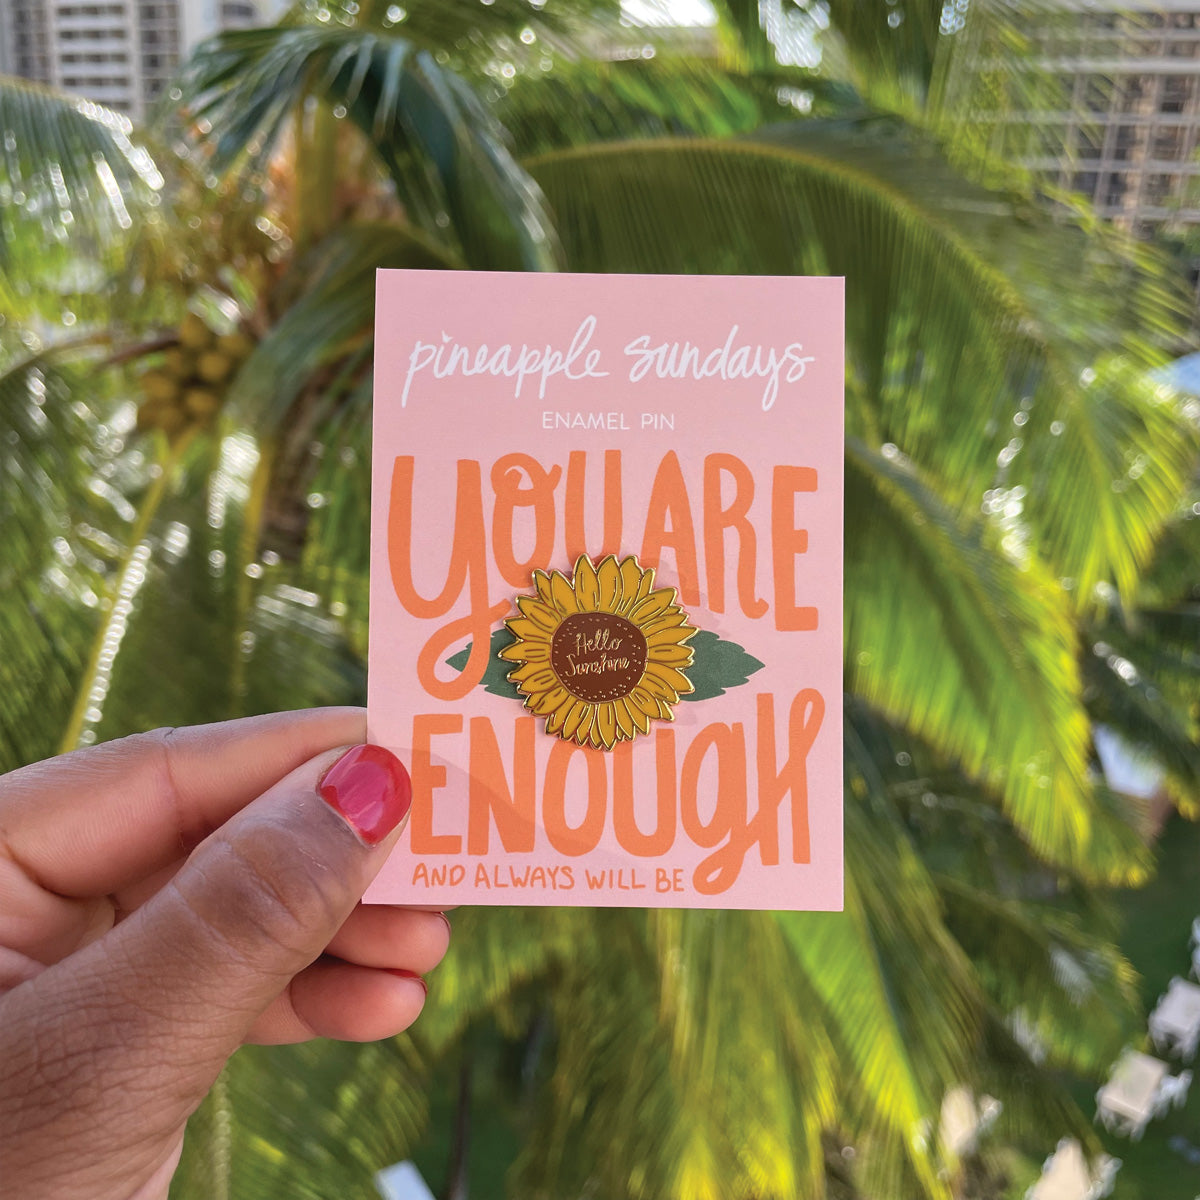 pineapple sundays
ENAMEL PIN
YOU ARE
Hello
Sunshine
ENOUGH
AND ALWAYS WILL BE